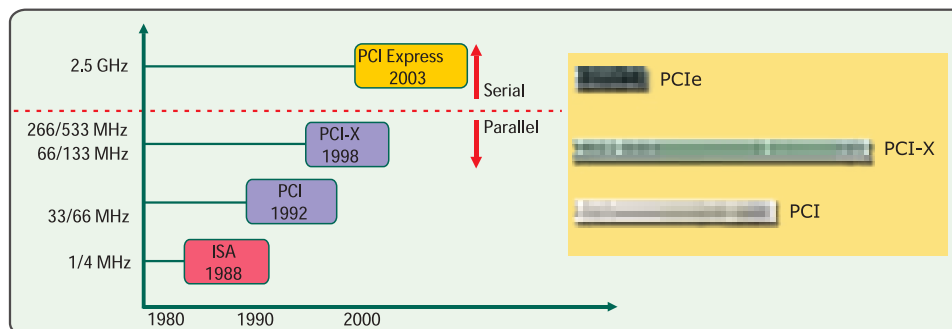 2.5 GHz
PCI Express
2003
Serial
266/533 MHz
66/133 MHz
PCI-X
1998
Parallel
33/66 MHz
PCI
1992
1/4 MHz
ISA
1988
1980 1990 2000
PCIe
PCI-X
PCI